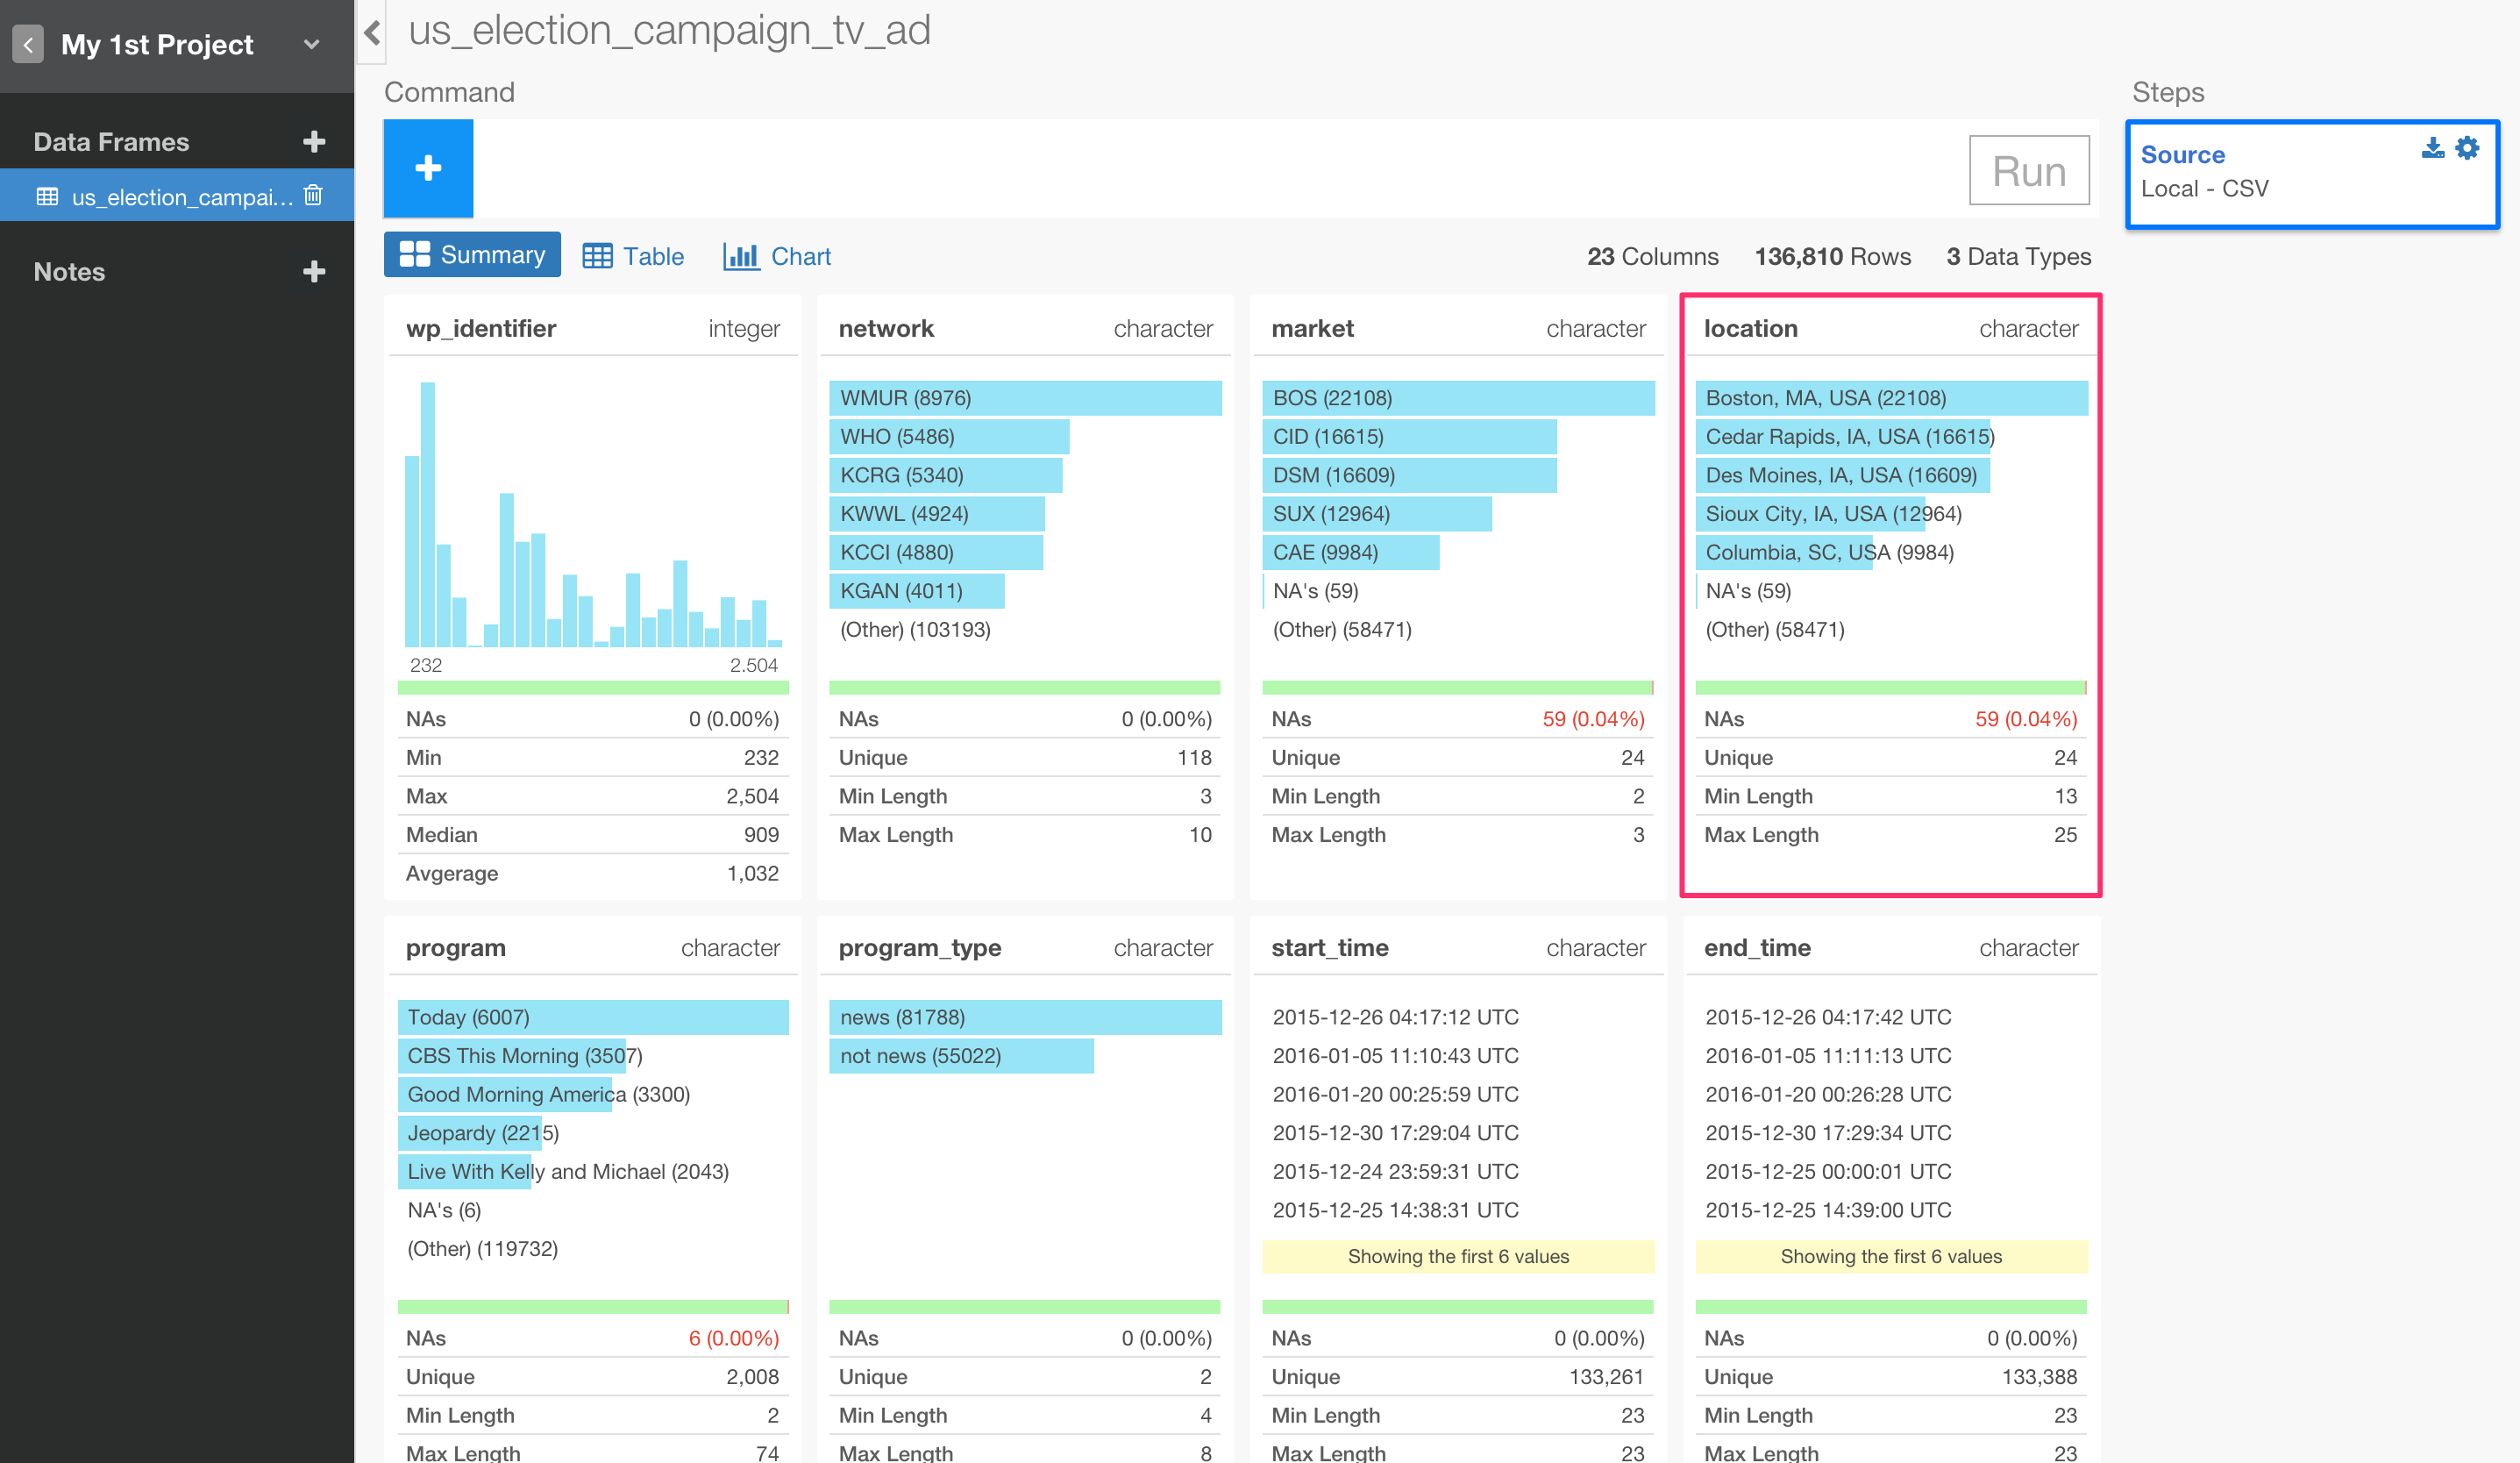 My 1st Project
us_election_campaign_tv_ad
Data Frames
us_election_campai...
Notes
Command
Run
Steps
Source
Local - CSV
Summary
Table
Chart
23 Columns 136,810 Rows 3 Data Types
wp_identifier integer
232 2.504
NAs 0 (0.00%)
Min 232
Max 2,504
Median 909
Avgerage 1,032
network character
WMUR (8976)
WHO (5486)
KCRG (5340)
KWWL (4924)
KCCI (4880)
KGAN (4011)
(Other) (103193)
NAs 0 (0.00%)
Unique 118
Min Length 3
Max Length 10
market character
BOS (22108)
CID (16615)
DSM (16609)
SUX (12964)
CAE (9984)
NA's (59)
(Other) (58471)
NAs 59 (0.04%)
Unique 24
Min Length 2
Max Length 3
location character
Boston, MA, USA (22108)
Cedar Rapids, IA, USA (16615)
Des Moines, IA, USA (16609)
Sioux City, IA, USA (12964)
Columbia, SC, USA (9984)
NA's (59)
(Other) (58471)
NAs 59 (0.04%)
Unique 24
Min Length 13
Max Length 25
program character
Today (6007)
CBS This Morning (3507)
Good Morning America (3300)
Jeopardy (2215)
Live With Kelly and Michael (2043)
NA's (6)
(Other) (119732)
NAs 6 (0.00%)
Unique 2,008
Min Length 2
Max Length 74
program_type character
news (81788)
not news (55022)
NAs 0 (0.00%)
Unique 2
Min Length 4
Max Length 8
start_time character
2015-12-26 04:17:12 UTC
2016-01-05 11:10:43 UTC
2016-01-20 00:25:59 UTC
2015-12-30 17:29:04 UTC
2015-12-24 23:59:31 UTC
2015-12-25 14:38:31 UTC
Showing the first 6 values
NAs 0 (0.00%)
Unique 133,261
Min Length 23
Max Length 23
end_time character
2015-12-26 04:17:42 UTC
2016-01-05 11:11:13 UTC
2016-01-20 00:26:28 UTC
2015-12-30 17:29:34 UTC
2015-12-25 00:00:01 UTC
2015-12-25 14:39:00 UTC
Showing the first 6 values
NAs 0 (0.00%)
Unique 133,388
Min Length 23
Max Length 23